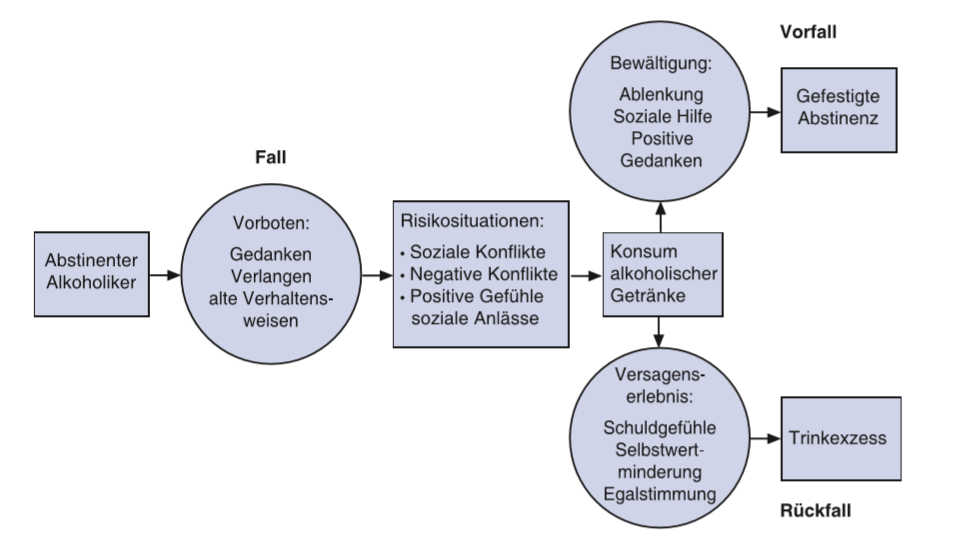 Fall
Abstinenter
Alkoholiker
Vorboten:
Gedanken
Verlangen
alte Verhaltens-
weisen
Risikosituationen:
• Soziale Konflikte
• Negative Konflikte
• Positive Gefühle
soziale Anlässe
Konsum
alkoholischer
Getränke
Bewältigung:
Ablenkung
Soziale Hilfe
Positive
Gedanken
Vorfall
Gefestigte
Abstinenz
Versagens-
erlebnis:
Schuldgefühle
Selbstwert-
minderung
Egalstimmung
Trinkexzess
Rückfall